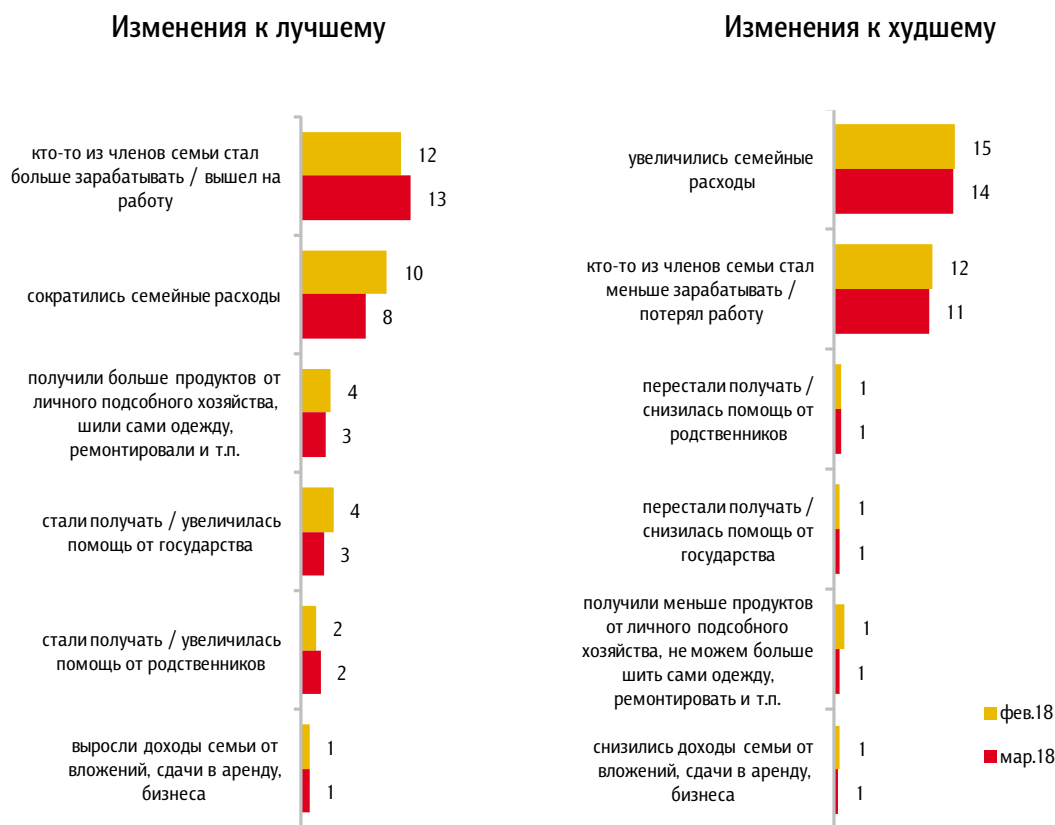 Изменения к лучшему
кто-то из членов семьи стал
больше зарабатывать / вышел на
работу
12
13
сократились семейные расходы
10
8
получили больше продуктов от
личного подсобного хозяйства,
шили сами одежду,
ремонтировали и т.п.
4
3
стали получать / увеличилась
помощь от государства
4
3
стали получать / увеличилась
помощь от родственников
2
2
выросли доходы семьи от
вложений, сдачи в аренду,
бизнеса
1
1
Изменения к худшему
увеличились семейные
расходы
15
14
кто-то из членов семьи стал
меньше зарабатывать /
потерял работу
12
11
перестали получать /
снизилась помощь от
родственников
1
1
перестали получать /
снизилась помощь от
государства
1
1
получили меньше продуктов
от личного подсобного
хозяйства, не можем больше
шить сами одежду,
ремонтировать и т.п.
1
1
снизились доходы семьи от
вложений, сдачи в аренду,
бизнеса
1
1
фев.18
мар.18